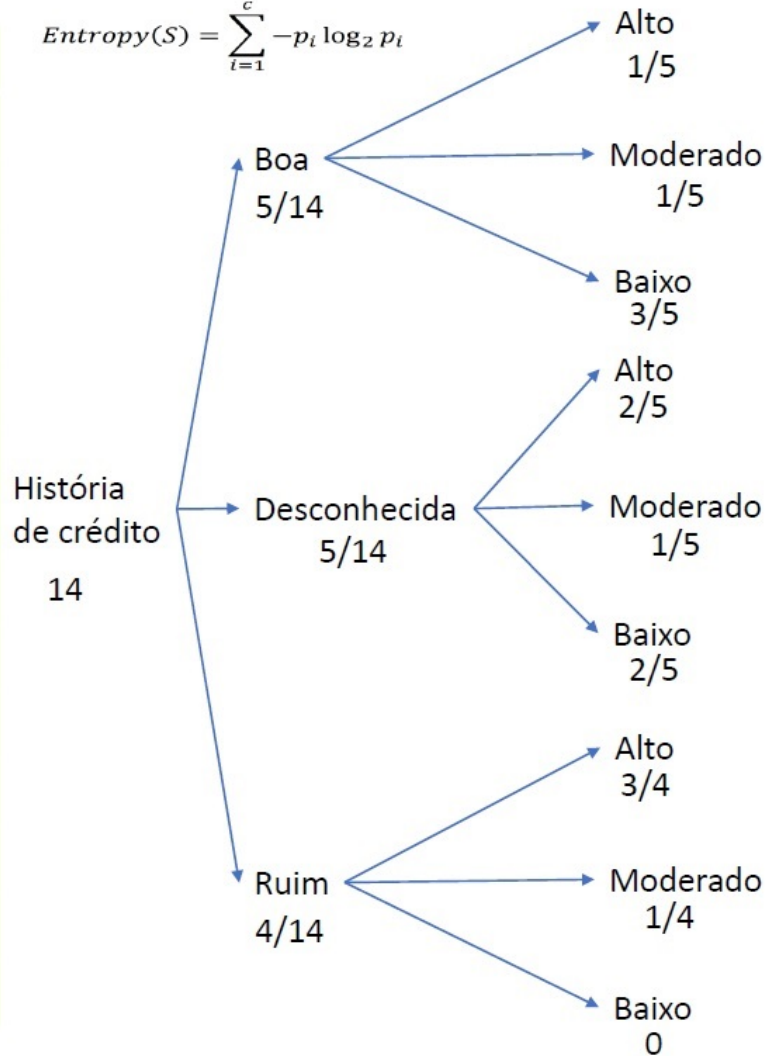 Entropy(S) = \sum_{i=1}^{c} -p_i \log_2 p_i
História
de crédito
14
Boa
5/14
Alto
1/5
Moderado
1/5
Baixo
3/5
Desconhecida
5/14
Alto
2/5
Moderado
1/5
Baixo
2/5
Ruim
4/14
Alto
3/4
Moderado
1/4
Baixo
0